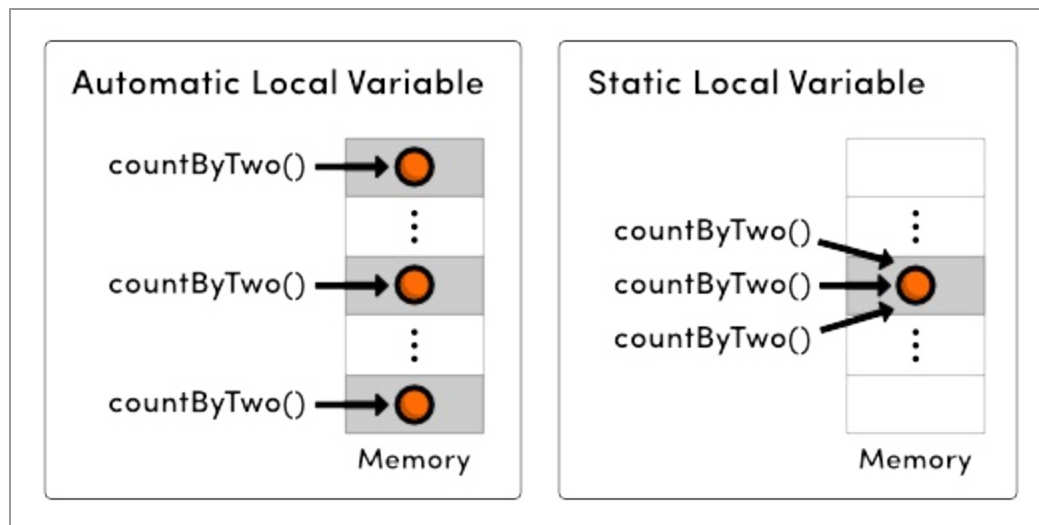 Automatic Local Variable
countByTwo()
countByTwo()
countByTwo()
Memory
Static Local Variable
countByTwo()
countByTwo()
countByTwo()
Memory